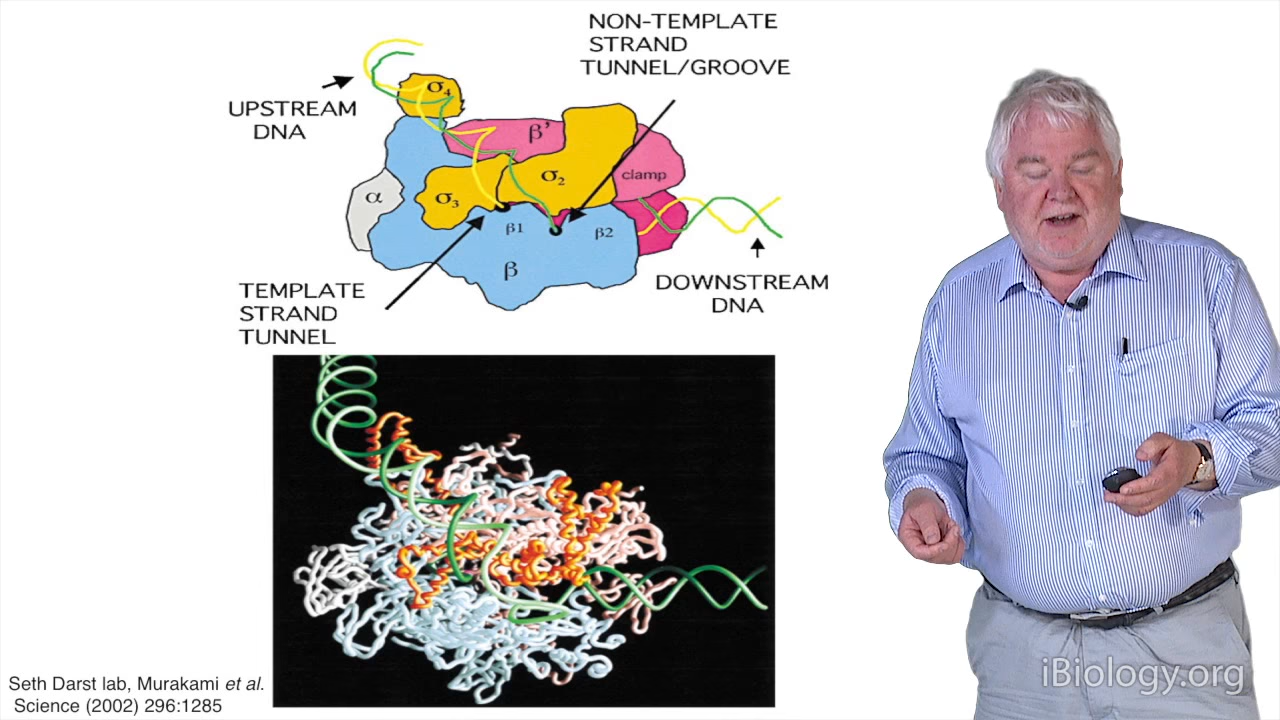 NON-TEMPLATE
STRAND
TUNNEL/GROOVE
UPSTREAM
DNA
σ4
β'
σ2
clamp
α
σ3
β1
β2
β
TEMPLATE
STRAND
TUNNEL
DOWNSTREAM
DNA
Seth Darst lab, Murakami et al.
Science (2002) 296:1285
iBiology.org